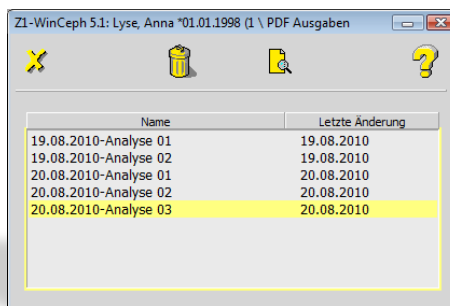 Z1-WinCeph 5.1: Lyse, Anna *01.01.1998 (1 \ PDF Ausgaben
Name Letzte Änderung
19.08.2010-Analyse 01 19.08.2010
19.08.2010-Analyse 02 19.08.2010
20.08.2010-Analyse 01 20.08.2010
20.08.2010-Analyse 02 20.08.2010
20.08.2010-Analyse 03 20.08.2010